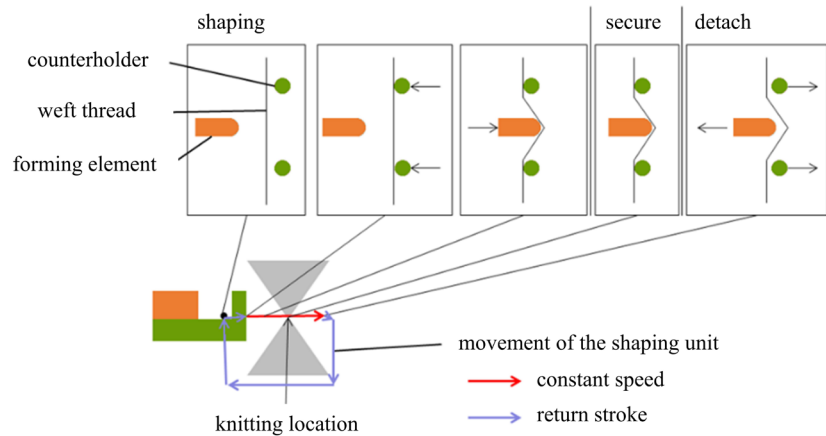 shaping
secure
detach
counterholder
weft thread
forming element
movement of the shaping unit
constant speed
return stroke
knitting location